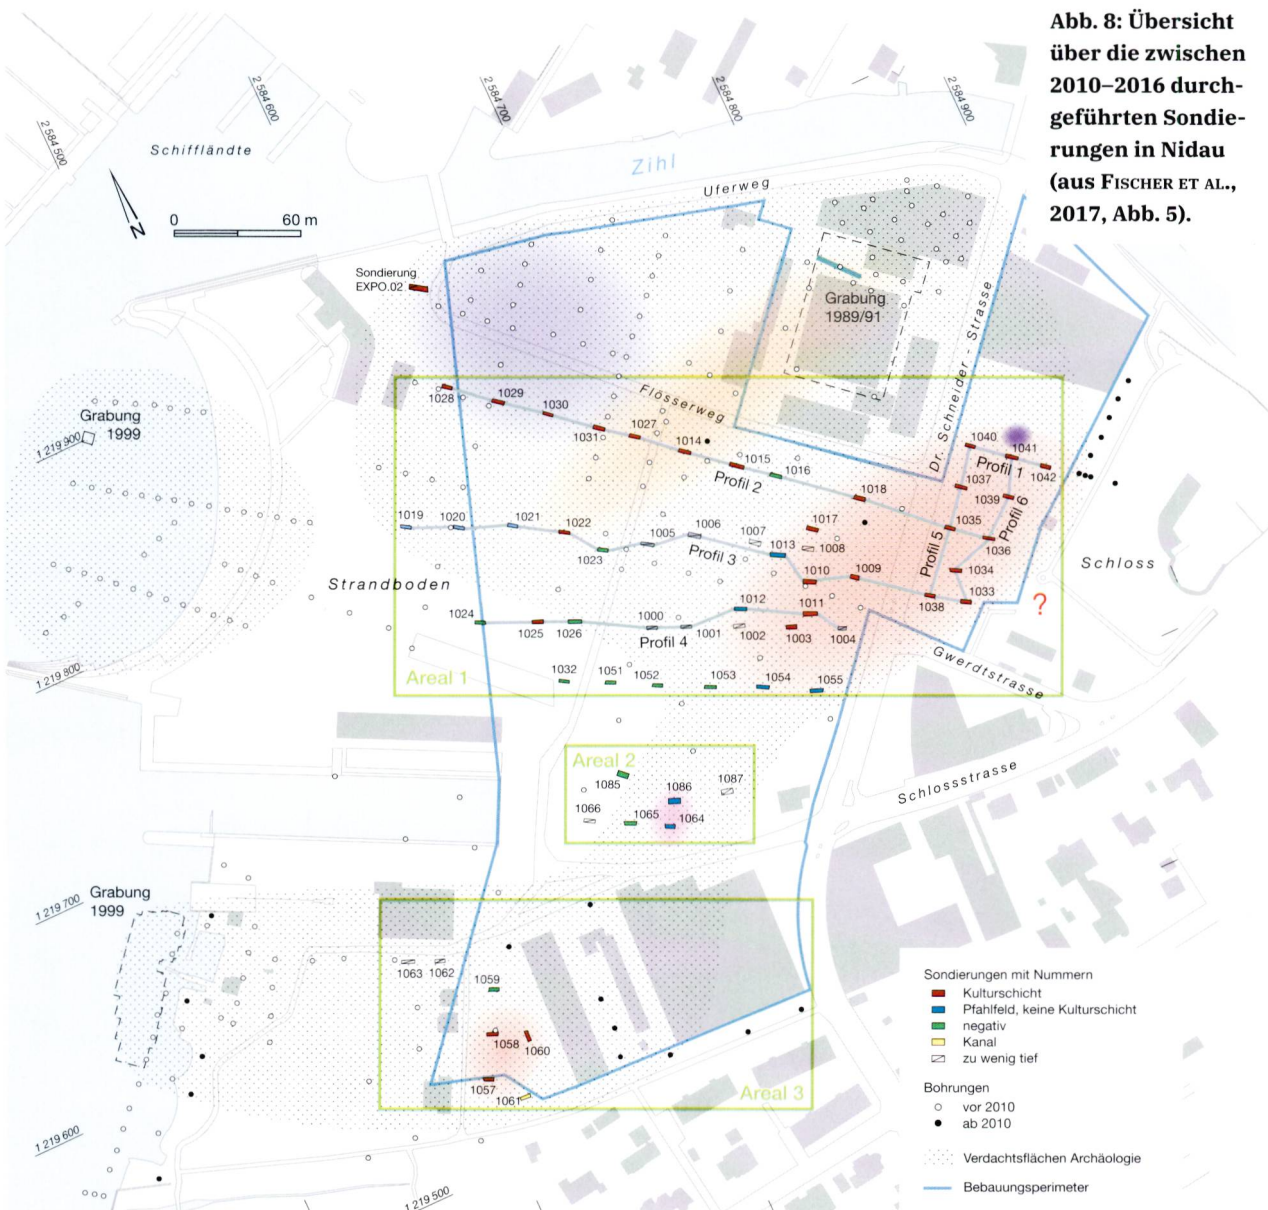 Abb. 8: Übersicht
über die zwischen
2010–2016 durch-
geführten Sondie-
rungen in Nidau
(aus FISCHER ET AL.,
2017, Abb. 5).
2 584 500
2 584 600
2 584 700
2 584 800
2 584 900
Schifflände
Zihl
Uferweg
N
0 60 m
Sondierung
EXPO.02
Grabung
1989/91
Dr. Schneider - Strasse
Grabung
1999
1 219 900
Flösserweg
1028
1029
1030
1031
1027
1014
1015
1016
Profil 2
1018
1040
1041
1042
Profil 1
1037
1039
Profil 6
1035
1036
Profil 5
1034
1033
1038
1019
1020
1021
1022
1023
1005
1006
1007
Profil 3
1013
1017
1008
1010
1009
Strandboden
Schloss
?
1024
1025
1026
1000
Profil 4
1001
1012
1002
1011
1003
1004
Gwerdtstrasse
1 219 800
Areal 1
1032
1051
1052
1053
1054
1055
Areal 2
1085
1086
1087
1066
1065
1064
Schlossstrasse
Grabung
1999
1 219 700
1063
1062
1059
1058
1060
1057
1061
Areal 3
1 219 600
1 219 500
Sondierungen mit Nummern
Kulturschicht
Pfahlfeld, keine Kulturschicht
negativ
Kanal
zu wenig tief
Bohrungen
vor 2010
ab 2010
Verdachtsflächen Archäologie
Bebauungsperimeter